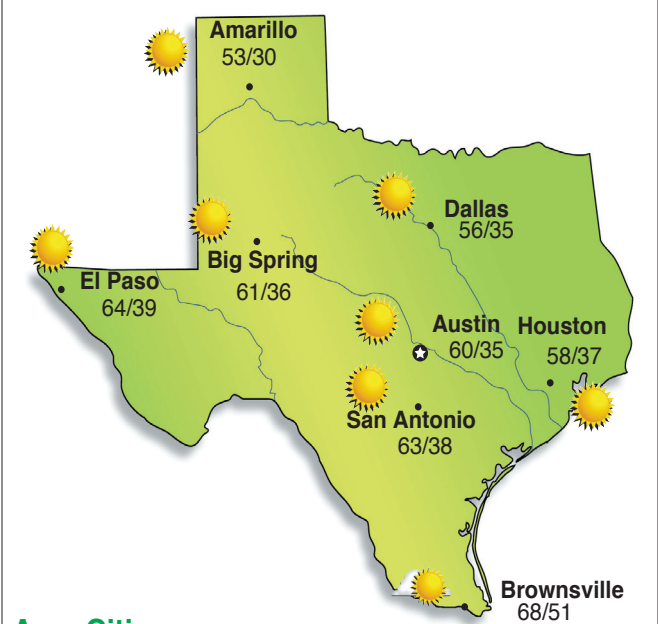 Amarillo
53/30
Dallas
56/35
Big Spring
61/36
El Paso
64/39
Austin
60/35
Houston
58/37
San Antonio
63/38
Brownsville
68/51